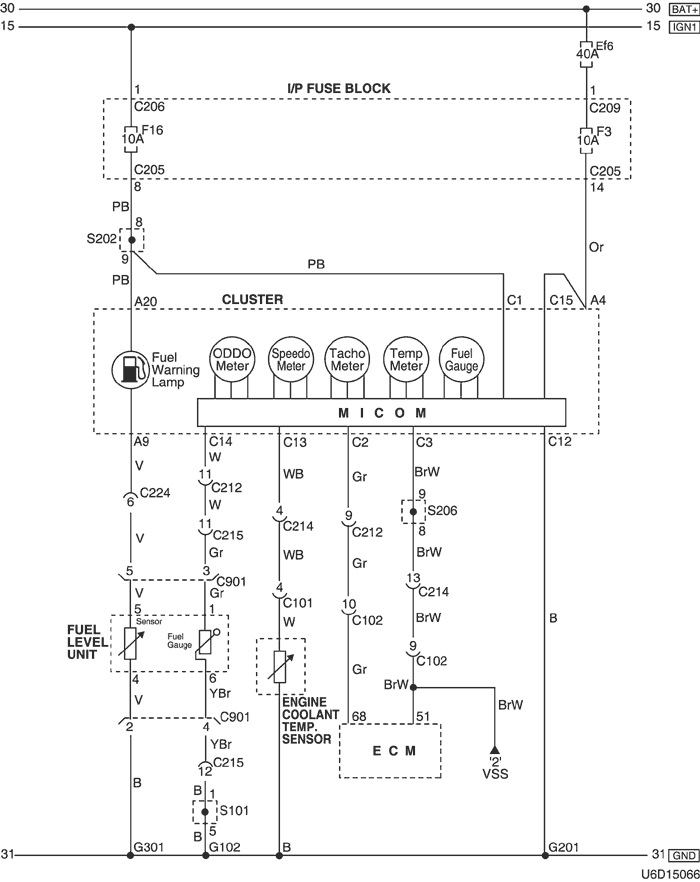 30 30 BAT+
15 15 IGN1
Ef6
40A
I/P FUSE BLOCK
1 1
C206 C209
F16 F3
10A 10A
C205 C205
8 14
PB
8
S202 Or
9
PB PB
A20 CLUSTER C1 C15 A4
Fuel
Warning
Lamp
ODDO
Meter
Speedo
Meter
Tacho
Meter
Temp
Meter
Fuel
Gauge
M I C O M
A9 C14 C13 C2 C3 C12
V W WB Gr BrW
11 9
C224 C212 S206
6 W 8
4 9
C214 C212
11
C215
V Gr WB Gr BrW
5 3 C901 4 13
C214
V Gr C101 10 BrW
C102
5 1 W B
Sensor
Fuel
Gauge
FUEL
LEVEL
UNIT
9
C102
4 6 Gr
V YBr BrW BrW
ENGINE
COOLANT
TEMP.
SENSOR
2 4 C901 68 51
YBr E C M
C215
12
'2'
VSS
B B 1
S101
B 5
31 G301 G102 B G201 31 GND
U6D15066